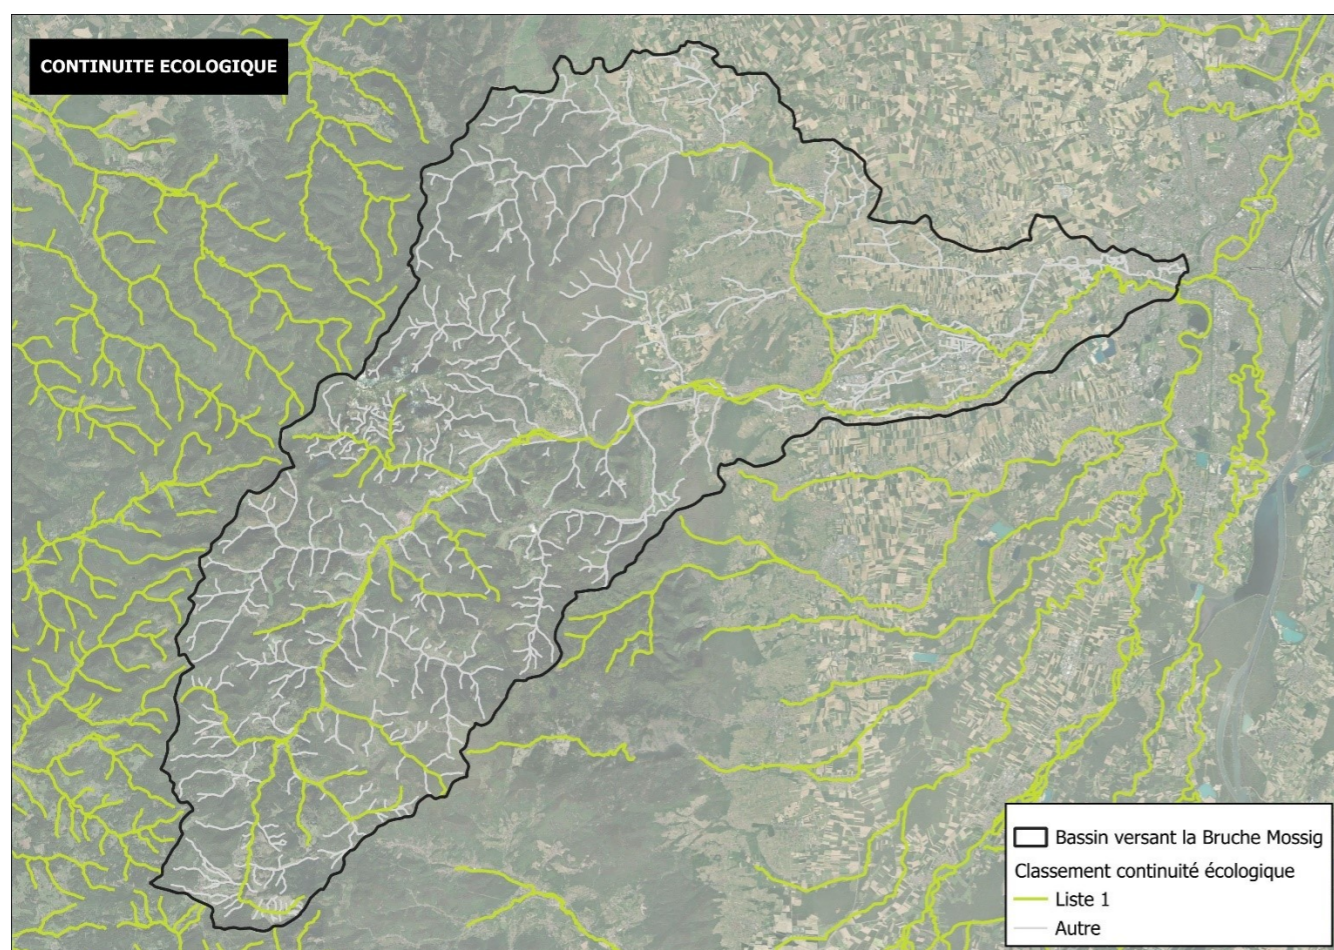 CONTINUITE ECOLOGIQUE
Bassin versant la Bruche Mossig
Classement continuité écologique
Liste 1
Autre